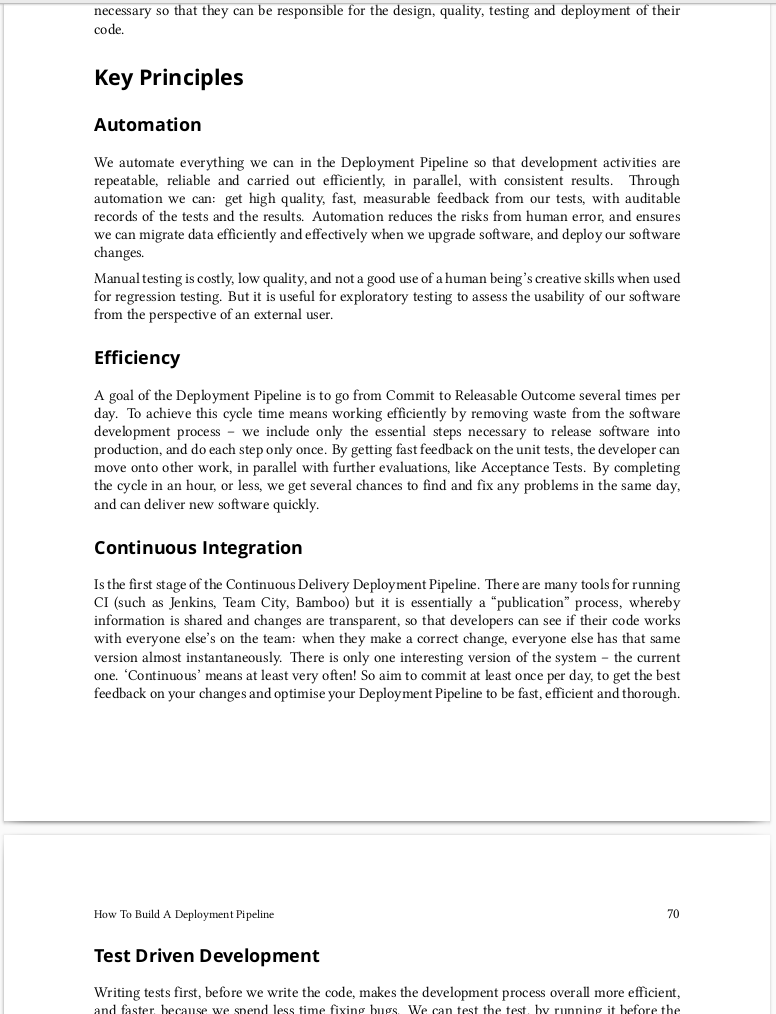 necessary so that they can be responsible for the design, quality, testing and deployment of their
code.
Key Principles
Automation
We automate everything we can in the Deployment Pipeline so that development activities are
repeatable, reliable and carried out efficiently, in parallel, with consistent results. Through
automation we can: get high quality, fast, measurable feedback from our tests, with auditable
records of the tests and the results. Automation reduces the risks from human error, and ensures
we can migrate data efficiently and effectively when we upgrade software, and deploy our software
changes.
Manual testing is costly, low quality, and not a good use of a human being's creative skills when used
for regression testing. But it is useful for exploratory testing to assess the usability of our software
from the perspective of an external user.
Efficiency
A goal of the Deployment Pipeline is to go from Commit to Releasable Outcome several times per
day. To achieve this cycle time means working efficiently by removing waste from the software
development process – we include only the essential steps necessary to release software into
production, and do each step only once. By getting fast feedback on the unit tests, the developer can
move onto other work, in parallel with further evaluations, like Acceptance Tests. By completing
the cycle in an hour, or less, we get several chances to find and fix any problems in the same day,
and can deliver new software quickly.
Continuous Integration
Is the first stage of the Continuous Delivery Deployment Pipeline. There are many tools for running
CI (such as Jenkins, Team City, Bamboo) but it is essentially a “publication” process, whereby
information is shared and changes are transparent, so that developers can see if their code works
with everyone else's on the team: when they make a correct change, everyone else has that same
version almost instantaneously. There is only one interesting version of the system – the current
one. ‘Continuous’ means at least very often! So aim to commit at least once per day, to get the best
feedback on your changes and optimise your Deployment Pipeline to be fast, efficient and thorough.
How To Build A Deployment Pipeline 70
Test Driven Development
Writing tests first, before we write the code, makes the development process overall more efficient,
and faster, because we spend less time fixing bugs. We can test the test, by running it before the